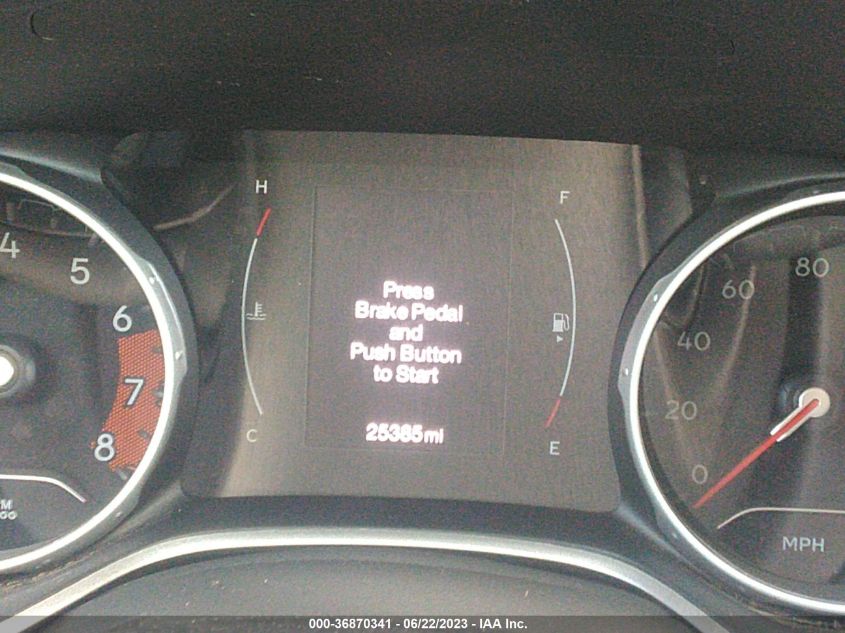 H
F
4
5
6
7
8
Press
Brake Pedal
and
Push Button
to Start
25385mi
C
E
80
60
40
20
0
MPH
000-36870341 - 06/22/2023 - IAA Inc.